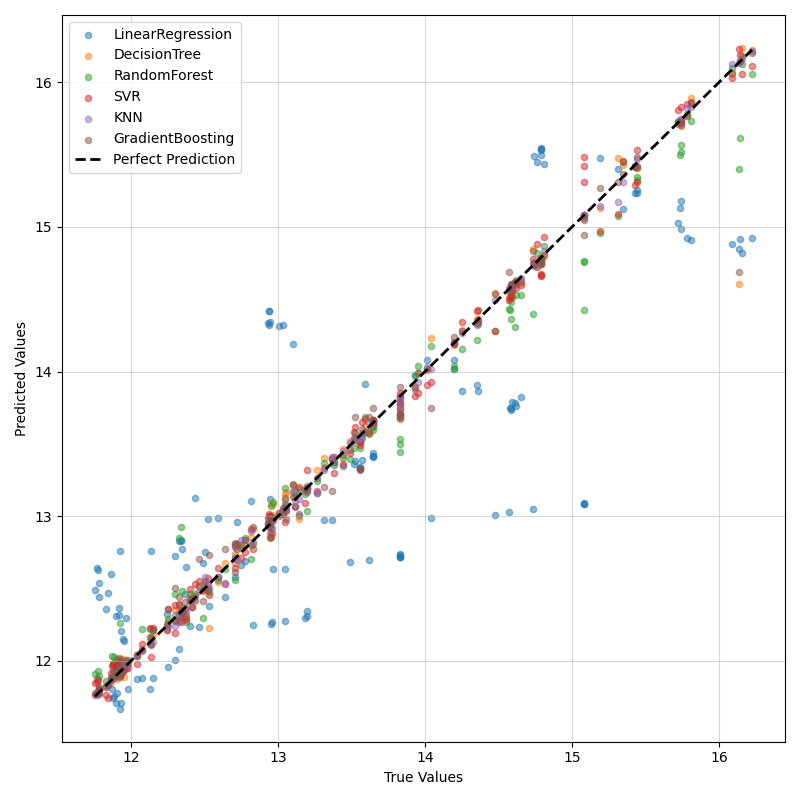 LinearRegression
DecisionTree
RandomForest
SVR
KNN
GradientBoosting
Perfect Prediction
16
15
14
13
12
Predicted Values
12 13 14 15 16
True Values